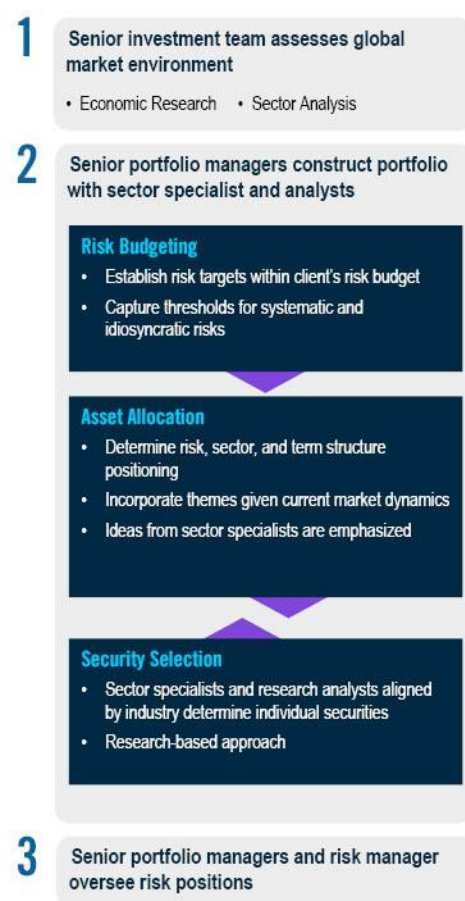 1
Senior investment team assesses global
market environment
• Economic Research • Sector Analysis
2
Senior portfolio managers construct portfolio
with sector specialist and analysts
Risk Budgeting
• Establish risk targets within client's risk budget
• Capture thresholds for systematic and
idiosyncratic risks
Asset Allocation
• Determine risk, sector, and term structure
positioning
• Incorporate themes given current market dynamics
• Ideas from sector specialists are emphasized
Security Selection
• Sector specialists and research analysts aligned
by industry determine individual securities
• Research-based approach
3
Senior portfolio managers and risk manager
oversee risk positions